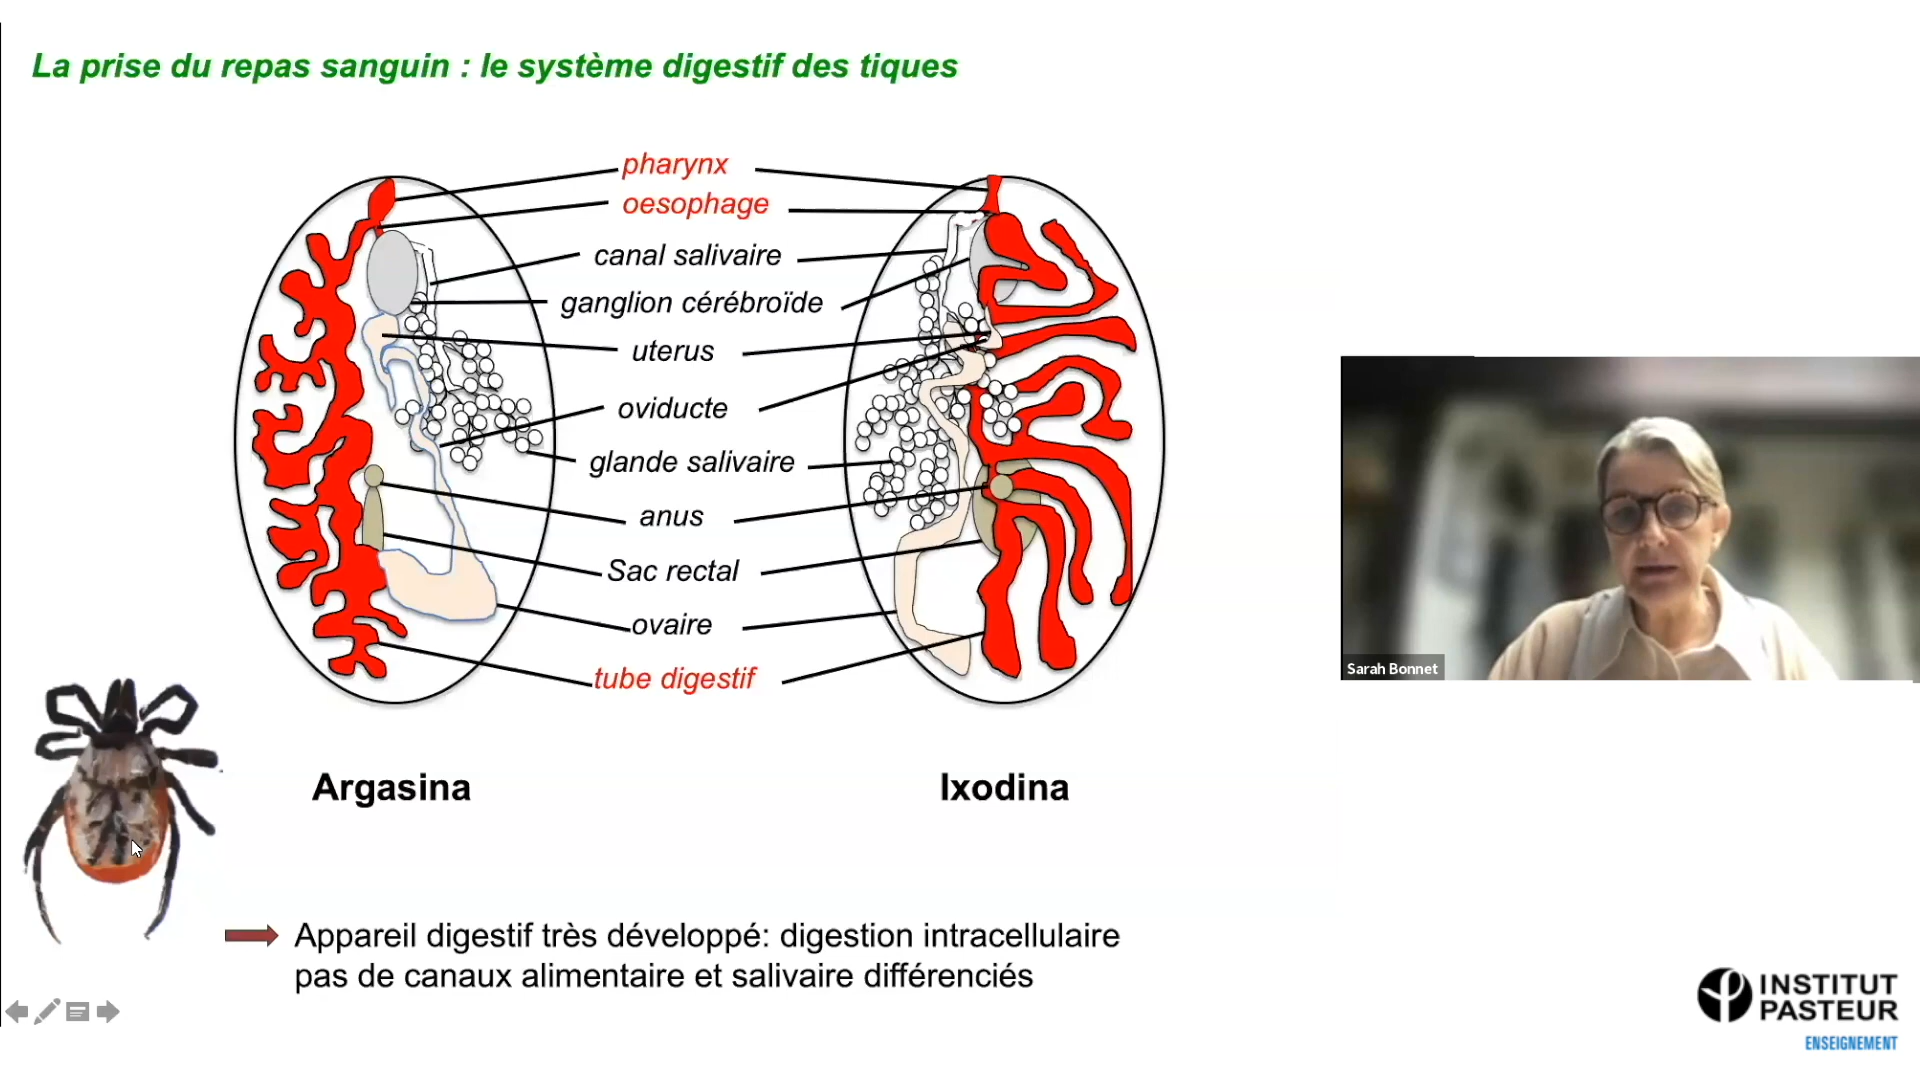 La prise du repas sanguin : le système digestif des tiques
pharynx
oesophage
canal salivaire
ganglion cérébroïde
uterus
oviducte
glande salivaire
anus
Sac rectal
ovaire
tube digestif
Sarah Bonnet
Argasina
Ixodina
Appareil digestif très développé: digestion intracellulaire
pas de canaux alimentaire et salivaire différenciés
INSTITUT
PASTEUR
ENSEIGNEMENT